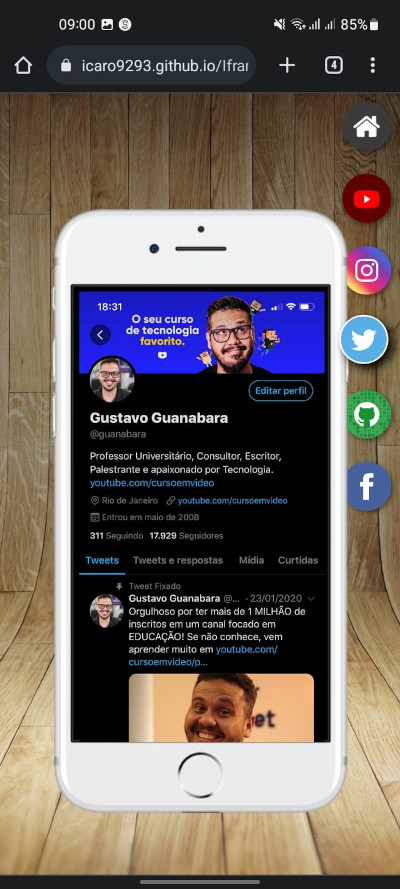 09:00
85%
icaro9293.github.io/Ifrar
4
18:31
O seu curso
de tecnologia
favorito.
Editar perfil
Gustavo Guanabara
@guanabara
Professor Universitário, Consultor, Escritor,
Palestrante e apaixonado por Tecnologia.
youtube.com/cursoemvideo
Rio de Janeiro youtube.com/cursoemvideo
Entrou em maio de 2008
311 Seguindo 17.929 Seguidores
Tweets Tweets e respostas Mídia Curtidas
Tweet Fixado
Gustavo Guanabara @... · 23/01/2020
Orgulhoso por ter mais de 1 MILHÃO de
inscritos em um canal focado em
EDUCAÇÃO! Se não conhece, vem
aprender muito em youtube.com/
cursoemvideo/p...
et